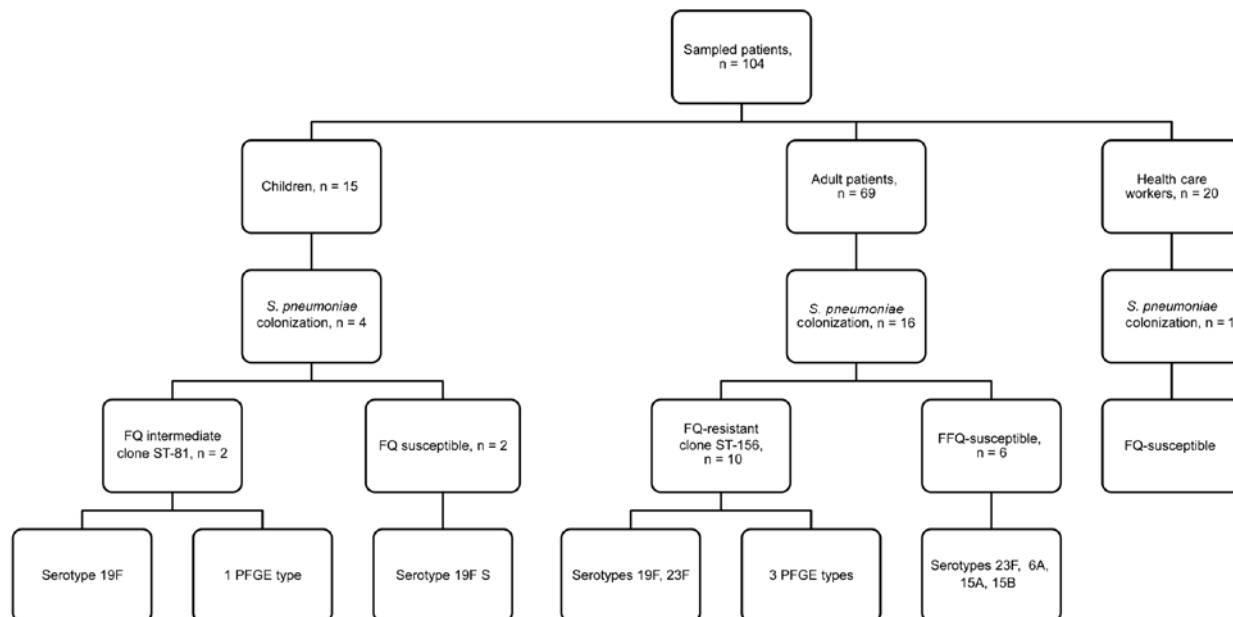 Sampled patients,
n = 104
Children, n = 15
Adult patients,
n = 69
Health care
workers, n = 20
S. pneumoniae
colonization, n = 4
S. pneumoniae
colonization, n = 16
S. pneumoniae
colonization, n = 1
FQ intermediate
clone ST-81, n = 2
FQ susceptible, n = 2
FQ-resistant
clone ST-156,
n = 10
FFQ-susceptible,
n = 6
FQ-susceptible
Serotype 19F
1 PFGE type
Serotype 19F S
Serotypes 19F, 23F
3 PFGE types
Serotypes 23F, 6A,
15A, 15B